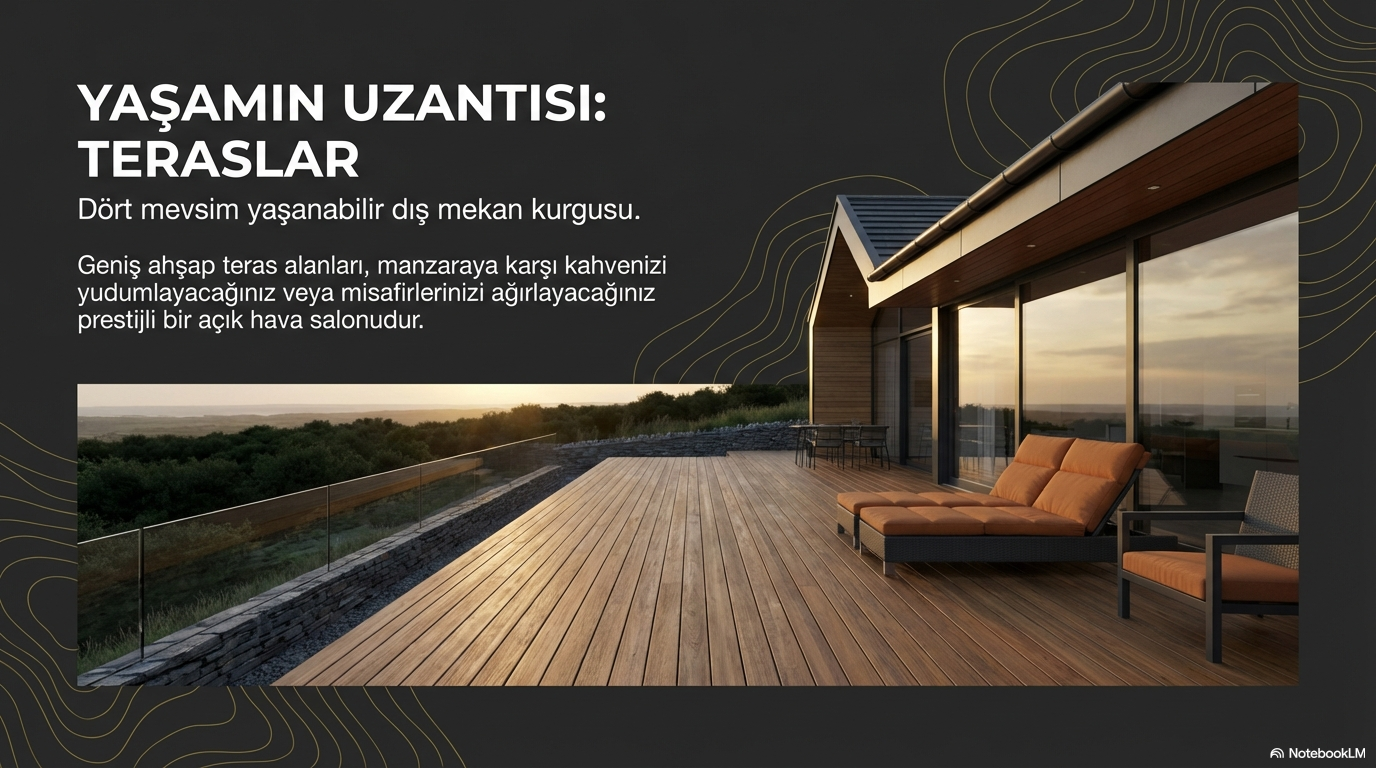 YAŞAMIN UZANTISI:
TERASLAR
Dört mevsim yaşanabilir dış mekan kurgusu.
Geniş ahşap teras alanları, manzaraya karşı kahvenizi
yudumlayacağınız veya misafirlerinizi ağırlayacağınız
prestijli bir açık hava salonudur.
NotebookLM